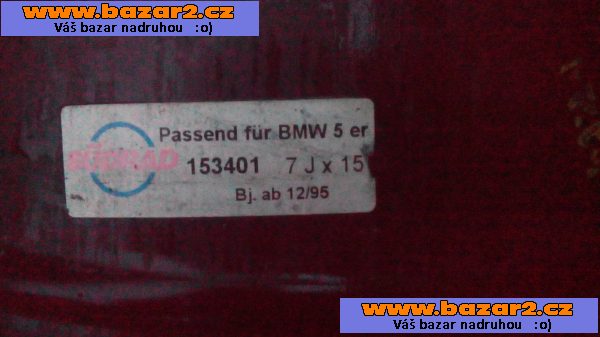 www.bazar2.cz
Váš bazar nadruhou :o)
Passend für BMW 5 er
SÜDRAD
153401 7 J x 15
Bj. ab 12/95
www.bazar2.cz
Váš bazar nadruhou :o)